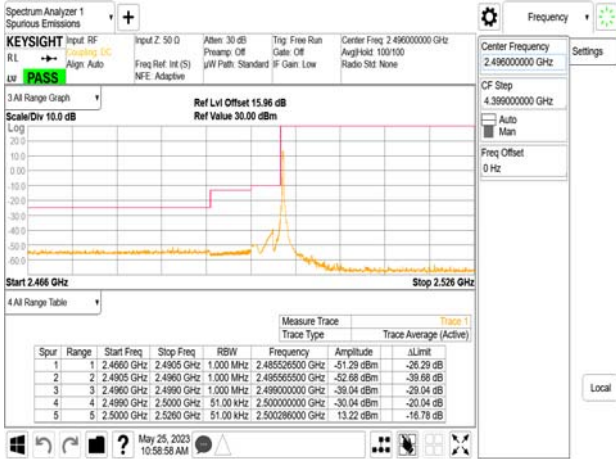 Spectrum Analyzer 1
Spurious Emissions
Frequency
KEYSIGHT Input: RF Input Z: 50 Ω Atten: 30 dB Trig: Free Run Center Freq: 2.496000000 GHz
RL Coupling: DC Preamp: Off Gate: Off Avg|Hold: 100/100
Align: Auto Freq Ref: Int (S) µW Path: Standard IF Gain: Low Radio Std: None
NFE: Adaptive
PASS
Center Frequency
2.496000000 GHz
Settings
CF Step
4.399000000 GHz
Auto
Man
Freq Offset
0 Hz
Local
3 All Range Graph
Ref Lvl Offset 15.96 dB
Scale/Div 10.0 dB Ref Value 30.00 dBm
Log
20.0
10.0
0.00
-10.0
-20.0
-30.0
-40.0
-50.0
-60.0
Start 2.466 GHz Stop 2.526 GHz
4 All Range Table
Measure Trace Trace 1
Trace Type Trace Average (Active)
Spur Range Start Freq Stop Freq RBW Frequency Amplitude ΔLimit
1 1 2.4660 GHz 2.4905 GHz 1.000 MHz 2.485526500 GHz -51.29 dBm -26.29 dB
2 2 2.4905 GHz 2.4960 GHz 1.000 MHz 2.495565500 GHz -52.68 dBm -39.68 dB
3 3 2.4960 GHz 2.4990 GHz 1.000 MHz 2.499000000 GHz -39.04 dBm -29.04 dB
4 4 2.4990 GHz 2.5000 GHz 51.00 kHz 2.500000000 GHz -30.04 dBm -20.04 dB
5 5 2.5000 GHz 2.5260 GHz 51.00 kHz 2.500286000 GHz 13.22 dBm -16.78 dB
May 25, 2023
10:58:58 AM